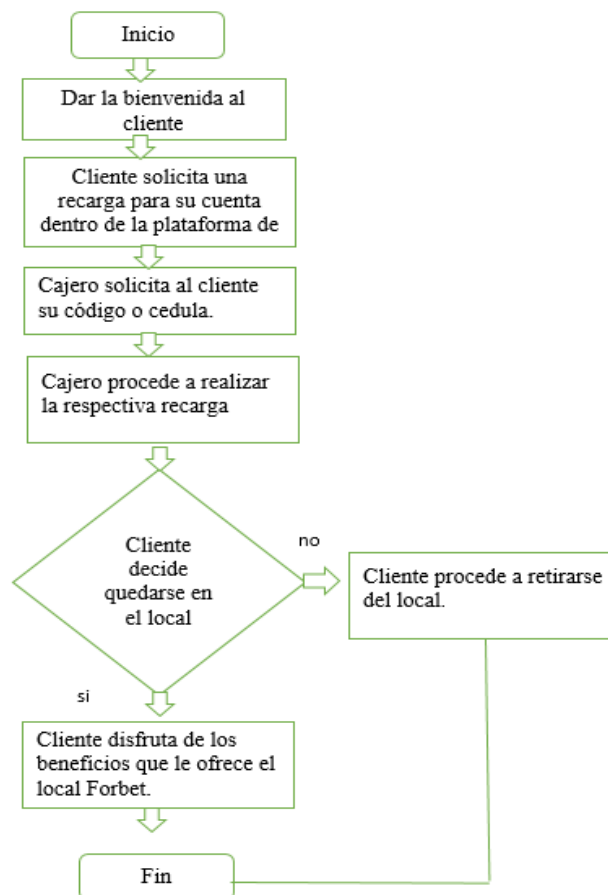 Inicio
Dar la bienvenida al
cliente
Cliente solicita una
recarga para su cuenta
dentro de la plataforma de
Cajero solicita al cliente
su código o cedula.
Cajero procede a realizar
la respectiva recarga
Cliente
decide
quedarse en
el local
no
Cliente procede a retirarse
del local.
si
Cliente disfruta de los
beneficios que le ofrece el
local Forbet.
Fin